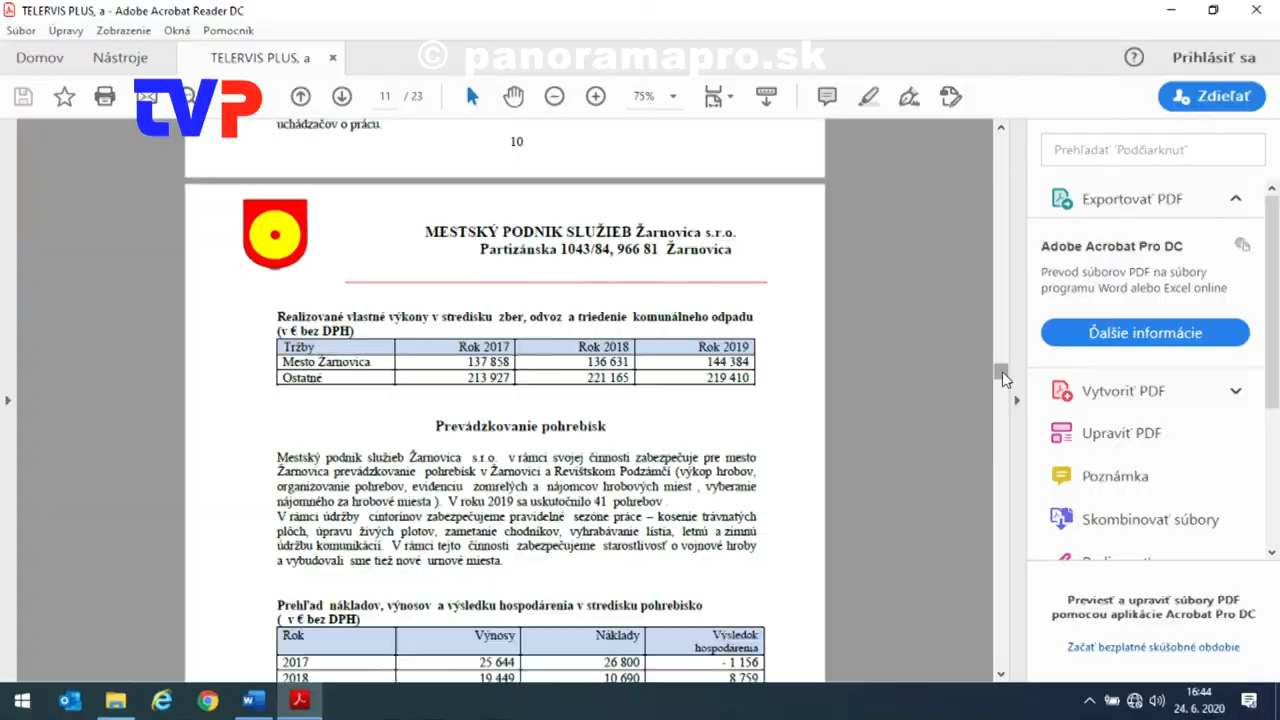 TELERVIS PLUS, a - Adobe Acrobat Reader DC
Súbor Úpravy Zobrazenie Okná Pomocník
© panoramapro.sk
Domov Nástroje TELERVIS PLUS, a × Prihlásiť sa
TVP
11 / 23 75% Zdieľať
uchádzačov o prácu.
10
MESTSKÝ PODNIK SLUŽIEB Žarnovica s.r.o.
Partizánska 1043/84, 966 81 Žarnovica
Realizované vlastné výkony v stredisku zber, odvoz a triedenie komunálneho odpadu
(v € bez DPH)
Tržby Rok 2017 Rok 2018 Rok 2019
Mesto Žarnovica 137 858 136 631 144 384
Ostatné 213 927 221 165 219 410
Prevádzkovanie pohrebísk
Mestský podnik služieb Žarnovica s.r.o. v rámci svojej činnosti zabezpečuje pre mesto
Žarnovica prevádzkovanie pohrebísk v Žarnovici a Revištskom Podzámčí (výkop hrobov,
organizovanie pohrebov, evidenciu zomrelých a nájomcov hrobových miest , vyberanie
nájomného za hrobové miesta ). V roku 2019 sa uskutočnilo 41 pohrebov .
V rámci údržby cintorínov zabezpečujeme pravidelné sezóne práce – kosenie trávnatých
plôch, úpravu živých plotov, zametanie chodníkov, vyhrabávanie lístia, letnú a zimnú
údržbu komunikácií. V rámci tejto činnosti zabezpečujeme starostlivosť o vojnové hroby
a vybudovali sme tiež nové urnové miesta.
Prehľad nákladov, výnosov a výsledku hospodárenia v stredisku pohrebisko
( v € bez DPH)
Rok Výnosy Náklady Výsledok
hospodárenia
2017 25 644 26 800 - 1 156
2018 19 449 10 690 8 759
Prehľadať "Podčiarknuť"
Exportovať PDF
Adobe Acrobat Pro DC
Prevod súborov PDF na súbory
programu Word alebo Excel online
Ďalšie informácie
Vytvoriť PDF
Upraviť PDF
Poznámka
Skombinovať súbory
Previesť a upraviť súbory PDF
pomocou aplikácie Acrobat Pro DC
Začať bezplatné skúšobné obdobie
16:44
24. 6. 2020